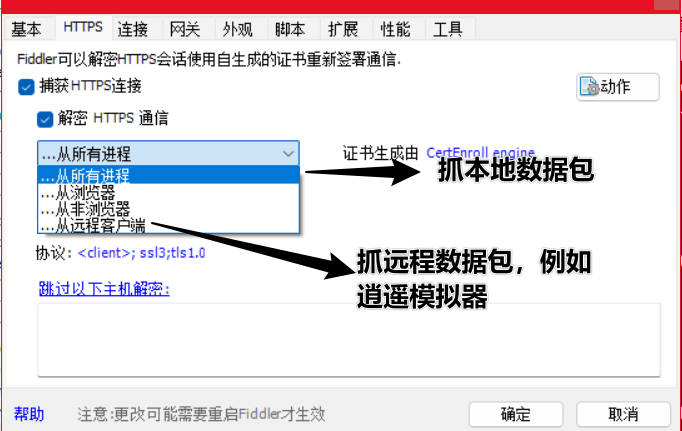 基本 HTTPS 连接 网关 外观 脚本 扩展 性能 工具
Fiddler可以解密HTTPS会话使用自生成的证书重新签署通信.
捕获HTTPS连接
动作
解密 HTTPS 通信
...从所有进程
证书生成由 CertEnroll engine
...从所有进程
抓本地数据包
...从浏览器
...从非浏览器
...从远程客户端
协议: <client>; ssl3;tls1.0
抓远程数据包，例如
逍遥模拟器
跳过以下主机解密:
帮助 注意:更改可能需要重启Fiddler才生效 确定 取消